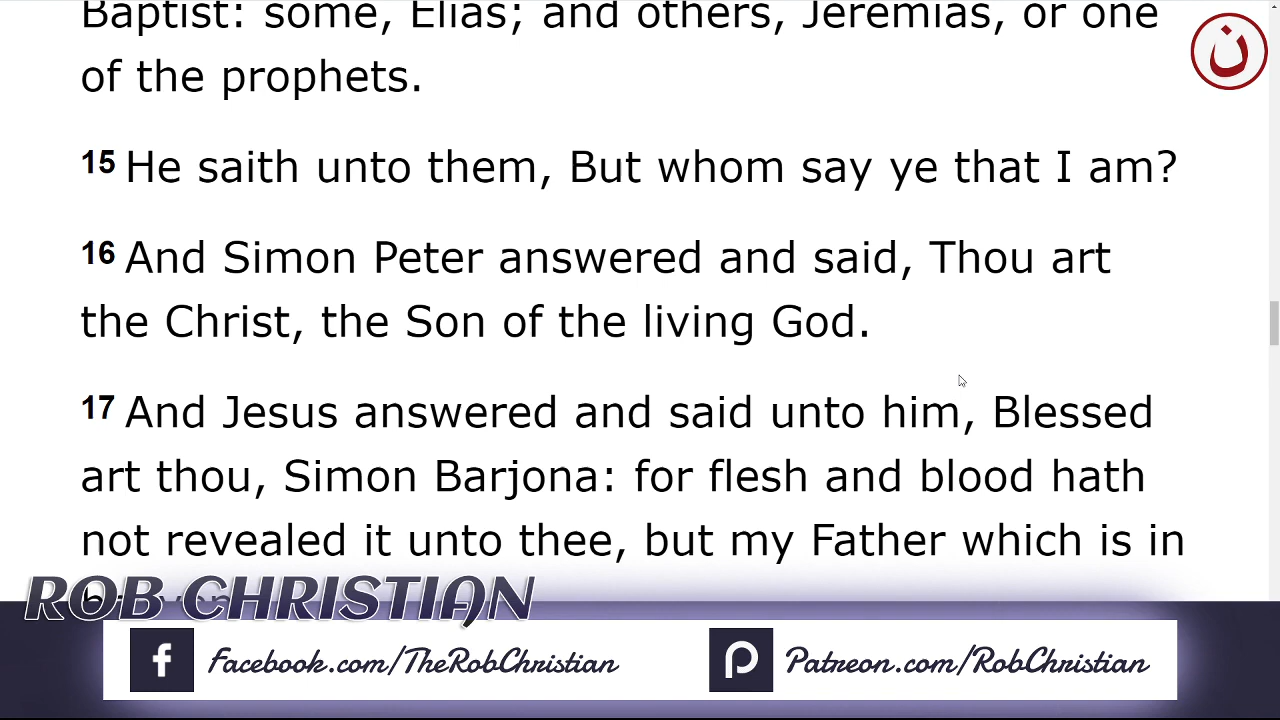 Baptist: some, Elias; and others, Jeremias, or one
of the prophets.
15 He saith unto them, But whom say ye that I am?
16 And Simon Peter answered and said, Thou art
the Christ, the Son of the living God.
17 And Jesus answered and said unto him, Blessed
art thou, Simon Barjona: for flesh and blood hath
not revealed it unto thee, but my Father which is in
ROB CHRISTIAN
Facebook.com/TheRobChristian
Patreon.com/RobChristian
ن